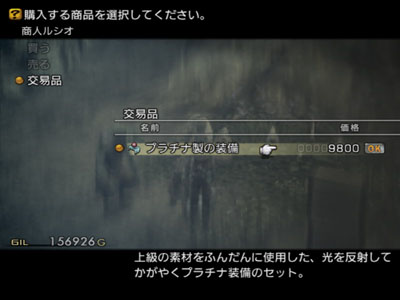 購入する商品を選択してください。
商人ルシオ
買う
売る
交易品
交易品
名前 価格
プラチナ製の装備 00009800 OK
GIL 156926G
上級の素材をふんだんに使用した、光を反射して
かがやくプラチナ装備のセット。